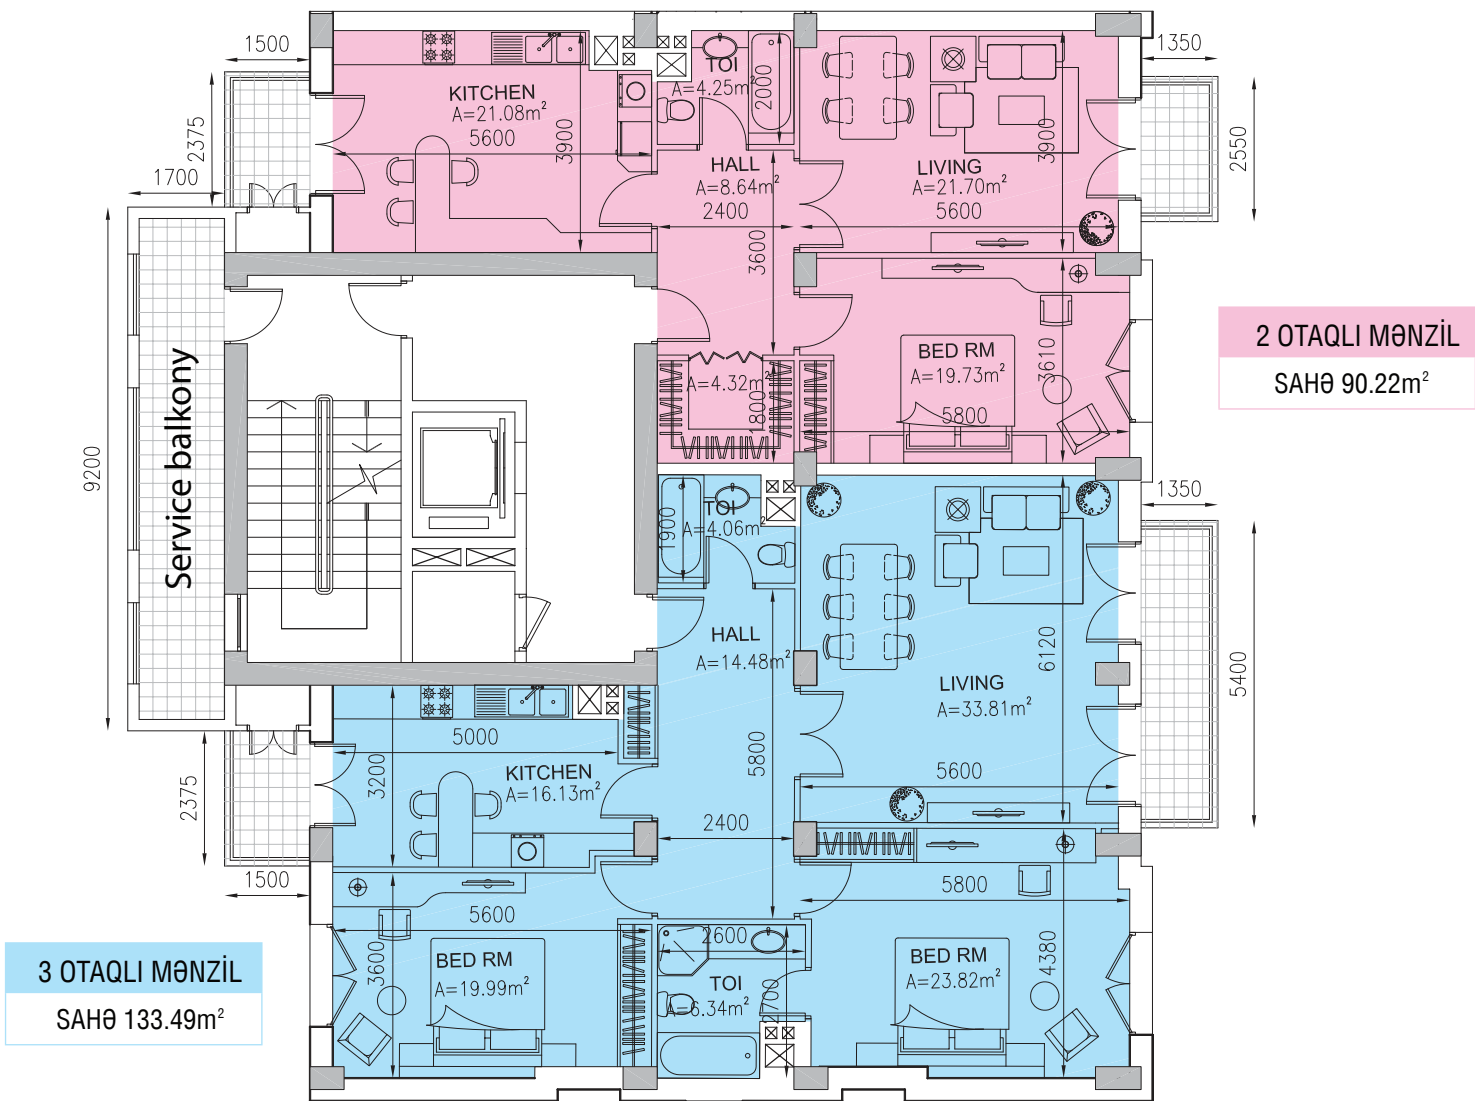 1500
1350
KITCHEN
A=21.08m²
5600
3900
TOI
A=4.25m²
2000
3900
2375
2550
1700
HALL
A=8.64m²
2400
LIVING
A=21.70m²
5600
3600
Service balkony
9200
BED RM
A=19.73m²
3610
5800
A=4.32m²
1800
2 OTAQLI MƏNZİL
SAHƏ 90.22m²
1350
TOI
A=4.06m²
1900
HALL
A=14.48m²
6120
5400
LIVING
A=33.81m²
5600
5000
KITCHEN
A=16.13m²
3200
5800
2400
2375
1500
5600
5800
3600
BED RM
A=19.99m²
2600
TOI
A=6.34m²
BED RM
A=23.82m²
4380
3 OTAQLI MƏNZİL
SAHƏ 133.49m²